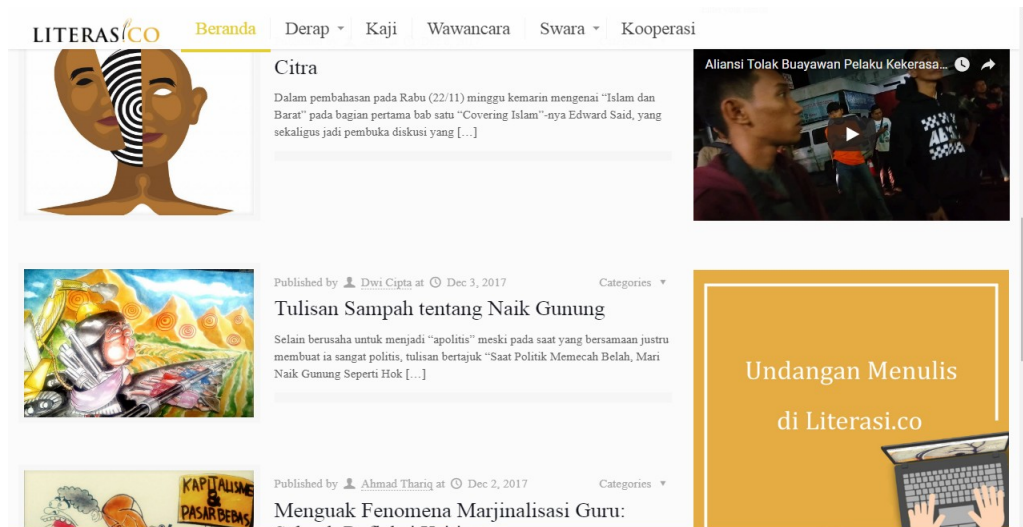 LITERASICO
Beranda
Derap
Kaji
Wawancara
Swara
Kooperasi
Citra
Dalam pembahasan pada Rabu (22/11) minggu kemarin mengenai “Islam dan
Barat” pada bagian pertama bab satu “Covering Islam”-nya Edward Said, yang
sekaligus jadi pembuka diskusi yang […]
Aliansi Tolak Buayawan Pelaku Kekerasa...
Published by Dwi Cipta at Dec 3, 2017
Categories
Tulisan Sampah tentang Naik Gunung
Selain berusaha untuk menjadi “apolitis” meski pada saat yang bersamaan justru
membuat ia sangat politis, tulisan bertajuk “Saat Politik Memecah Belah, Mari
Naik Gunung Seperti Hok […]
Undangan Menulis
di Literasi.co
KAPITALISME
&
PASAR BEBAS
Published by Ahmad Thariq at Dec 2, 2017
Categories
Menguak Fenomena Marjinalisasi Guru: